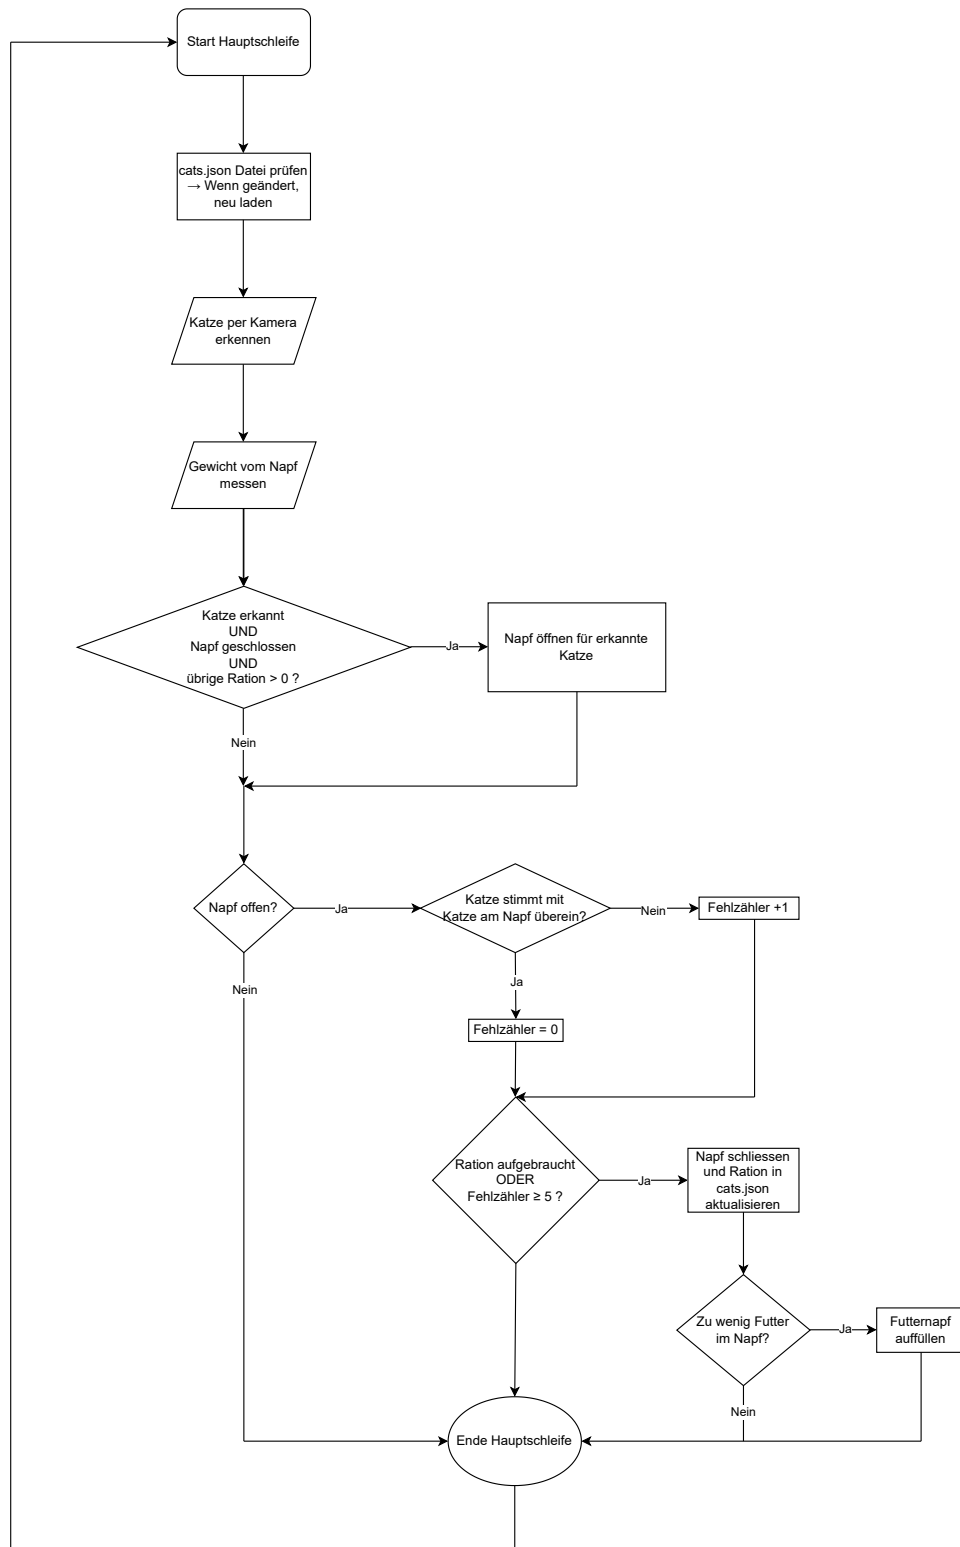 Start Hauptschleife
cats.json Datei prüfen
→ Wenn geändert,
neu laden
Katze per Kamera
erkennen
Gewicht vom Napf
messen
Katze erkannt
UND
Napf geschlossen
UND
übrige Ration > 0 ?
Ja
Napf öffnen für erkannte
Katze
Nein
Napf offen?
Ja
Katze stimmt mit
Katze am Napf überein?
Nein
Fehlzähler +1
Nein
Ja
Fehlzähler = 0
Ration aufgebraucht
ODER
Fehlzähler ≥ 5 ?
Ja
Napf schliessen
und Ration in
cats.json
aktualisieren
Zu wenig Futter
im Napf?
Ja
Futternapf
auffüllen
Nein
Ende Hauptschleife